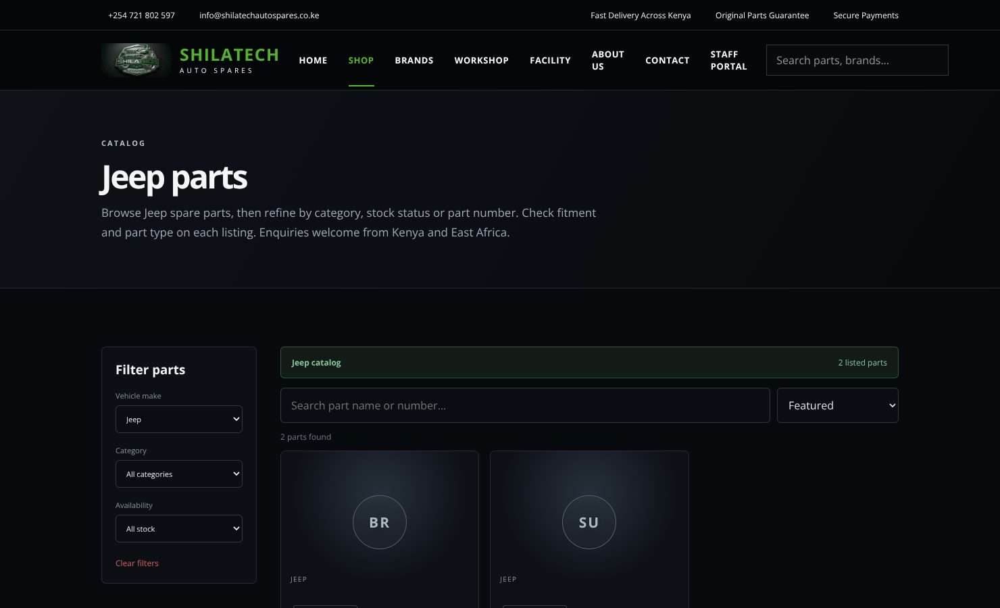 +254 721 802 597
info@shilatechautospares.co.ke
Fast Delivery Across Kenya
Original Parts Guarantee
Secure Payments
SHILATECH
AUTO SPARES
HOME
SHOP
BRANDS
WORKSHOP
FACILITY
ABOUT
US
CONTACT
STAFF
PORTAL
Search parts, brands...
CATALOG
Jeep parts
Browse Jeep spare parts, then refine by category, stock status or part number. Check fitment
and part type on each listing. Enquiries welcome from Kenya and East Africa.
Filter parts
Vehicle make
Jeep
Category
All categories
Availability
All stock
Clear filters
Jeep catalog
2 listed parts
Search part name or number...
Featured
2 parts found
BR
JEEP
SU
JEEP